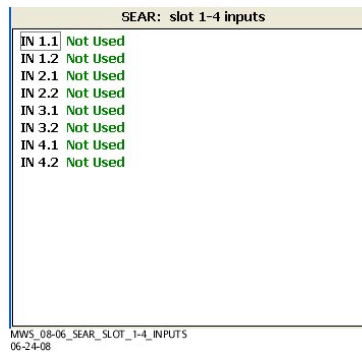 SEAR: slot 1-4 inputs
IN 1.1 Not Used
IN 1.2 Not Used
IN 2.1 Not Used
IN 2.2 Not Used
IN 3.1 Not Used
IN 3.2 Not Used
IN 4.1 Not Used
IN 4.2 Not Used
MWS_08-06_SEAR_SLOT_1-4_INPUTS
06-24-08